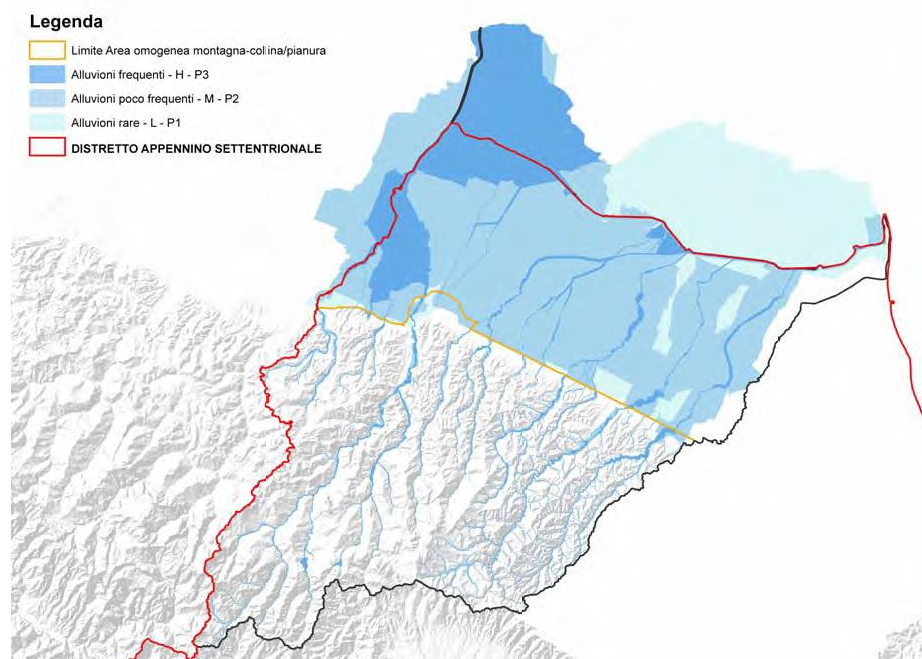 Legenda
Limite Area omogenea montagna-collina/pianura
Alluvioni frequenti - H - P3
Alluvioni poco frequenti - M - P2
Alluvioni rare - L - P1
DISTRETTO APPENNINO SETTENTRIONALE